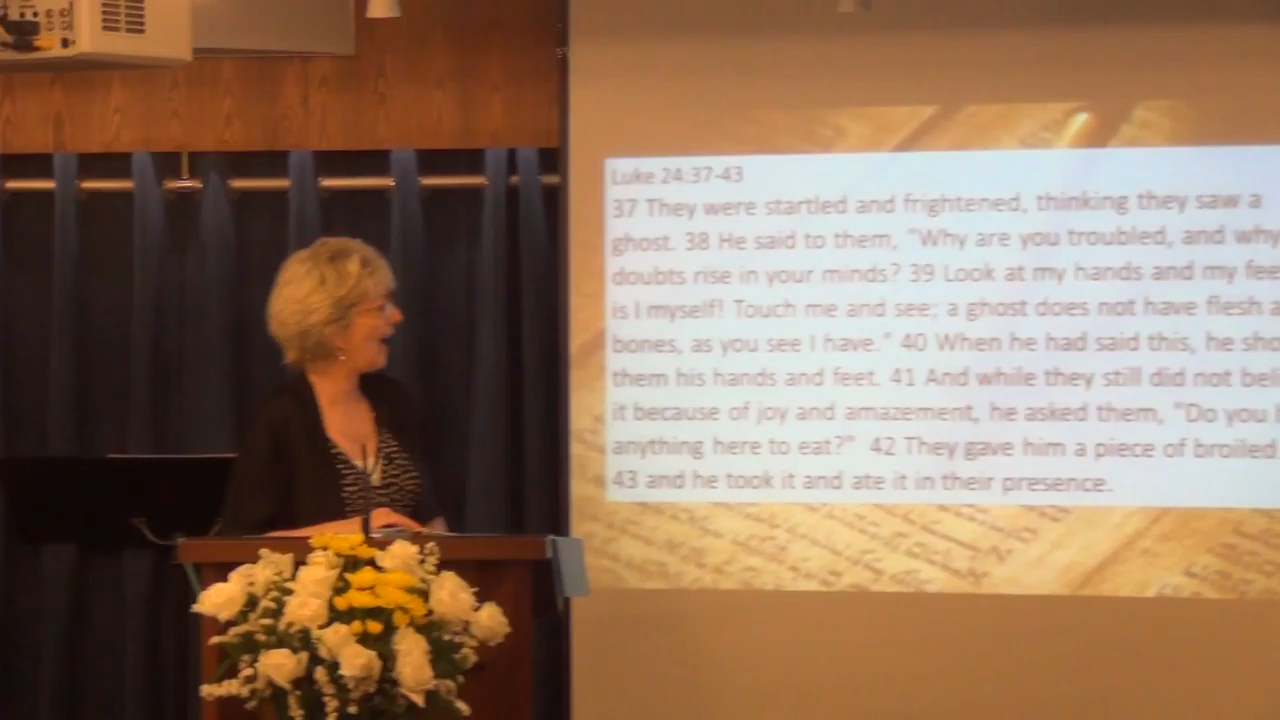 Luke 24:37-43
37 They were startled and frightened, thinking they saw a
ghost. 38 He said to them, "Why are you troubled, and why
doubts rise in your minds? 39 Look at my hands and my fee
is I myself! Touch me and see; a ghost does not have flesh a
bones, as you see I have." 40 When he had said this, he sho
them his hands and feet. 41 And while they still did not beli
it because of joy and amazement, he asked them, "Do you
anything here to eat?" 42 They gave him a piece of broiled
43 and he took it and ate it in their presence.